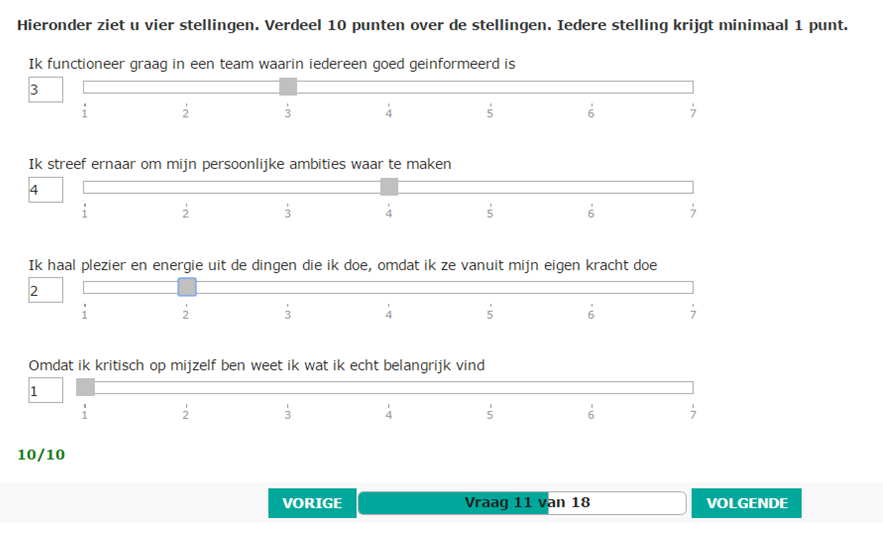 Hieronder ziet u vier stellingen. Verdeel 10 punten over de stellingen. Iedere stelling krijgt minimaal 1 punt.
Ik functioneer graag in een team waarin iedereen goed geinformeerd is
3
1 2 3 4 5 6 7
Ik streef ernaar om mijn persoonlijke ambities waar te maken
4
1 2 3 4 5 6 7
Ik haal plezier en energie uit de dingen die ik doe, omdat ik ze vanuit mijn eigen kracht doe
2
1 2 3 4 5 6 7
Omdat ik kritisch op mijzelf ben weet ik wat ik echt belangrijk vind
1
1 2 3 4 5 6 7
10/10
VORIGE Vraag 11 van 18 VOLGENDE